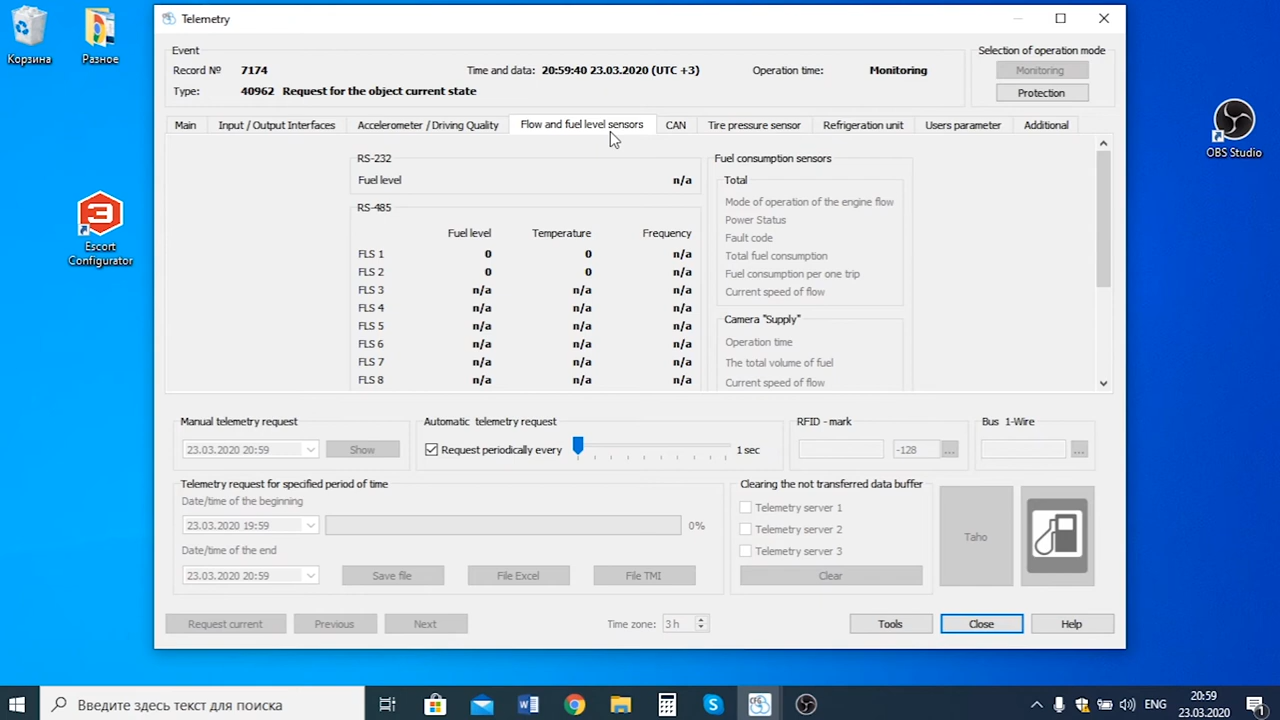 Корзина
Разное
Escort
Configurator
OBS Studio
Telemetry
Event
Record №
7174
Time and data: 20:59:40 23.03.2020 (UTC +3)
Operation time:
Monitoring
Type:
40962 Request for the object current state
Selection of operation mode
Monitoring
Protection
Main
Input / Output Interfaces
Accelerometer / Driving Quality
Flow and fuel level sensors
CAN
Tire pressure sensor
Refrigeration unit
Users parameter
Additional
RS-232
Fuel level n/a
RS-485
Fuel level Temperature Frequency
FLS 1 0 0 n/a
FLS 2 0 0 n/a
FLS 3 n/a n/a n/a
FLS 4 n/a n/a n/a
FLS 5 n/a n/a n/a
FLS 6 n/a n/a n/a
FLS 7 n/a n/a n/a
FLS 8 n/a n/a n/a
Fuel consumption sensors
Total
Mode of operation of the engine flow
Power Status
Fault code
Total fuel consumption
Fuel consumption per one trip
Current speed of flow
Camera "Supply"
Operation time
The total volume of fuel
Current speed of flow
Manual telemetry request
23.03.2020 20:59
Show
Automatic telemetry request
Request periodically every
1 sec
RFID - mark
-128
...
Bus 1-Wire
...
Telemetry request for specified period of time
Date/time of the beginning
23.03.2020 19:59
0%
Date/time of the end
23.03.2020 20:59
Save file
File Excel
File TMI
Clearing the not transferred data buffer
Telemetry server 1
Telemetry server 2
Telemetry server 3
Clear
Taho
Request current
Previous
Next
Time zone:
3 h
Tools
Close
Help
Введите здесь текст для поиска
ENG
20:59
23.03.2020
1